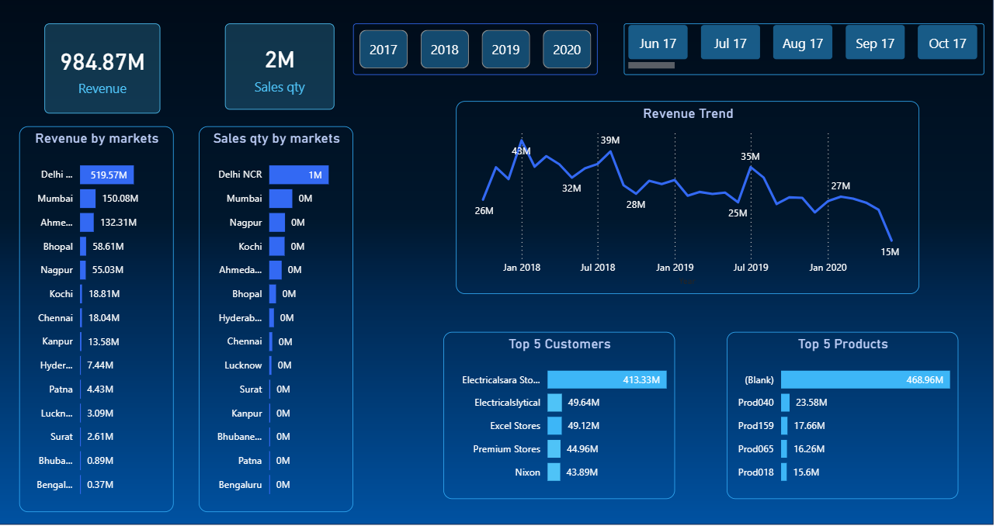 984.87M
Revenue
2M
Sales qty
2017 2018 2019 2020
Jun 17 Jul 17 Aug 17 Sep 17 Oct 17
Revenue by markets
Delhi ... 519.57M
Mumbai 150.08M
Ahme... 132.31M
Bhopal 58.61M
Nagpur 55.03M
Kochi 18.81M
Chennai 18.04M
Kanpur 13.58M
Hyder... 7.44M
Patna 4.43M
Luckn... 3.09M
Surat 2.61M
Bhuba... 0.89M
Bengal... 0.37M
Sales qty by markets
Delhi NCR 1M
Mumbai 0M
Nagpur 0M
Kochi 0M
Ahmeda... 0M
Bhopal 0M
Hyderab... 0M
Chennai 0M
Lucknow 0M
Surat 0M
Kanpur 0M
Bhubane... 0M
Patna 0M
Bengaluru 0M
Revenue Trend
26M
43M
32M
39M
28M
25M
35M
27M
15M
Jan 2018 Jul 2018 Jan 2019 Jul 2019 Jan 2020
Top 5 Customers
Electricalsara Sto... 413.33M
Electricalslytical 49.64M
Excel Stores 49.12M
Premium Stores 44.96M
Nixon 43.89M
Top 5 Products
(Blank) 468.96M
Prod040 23.58M
Prod159 17.66M
Prod065 16.26M
Prod018 15.6M